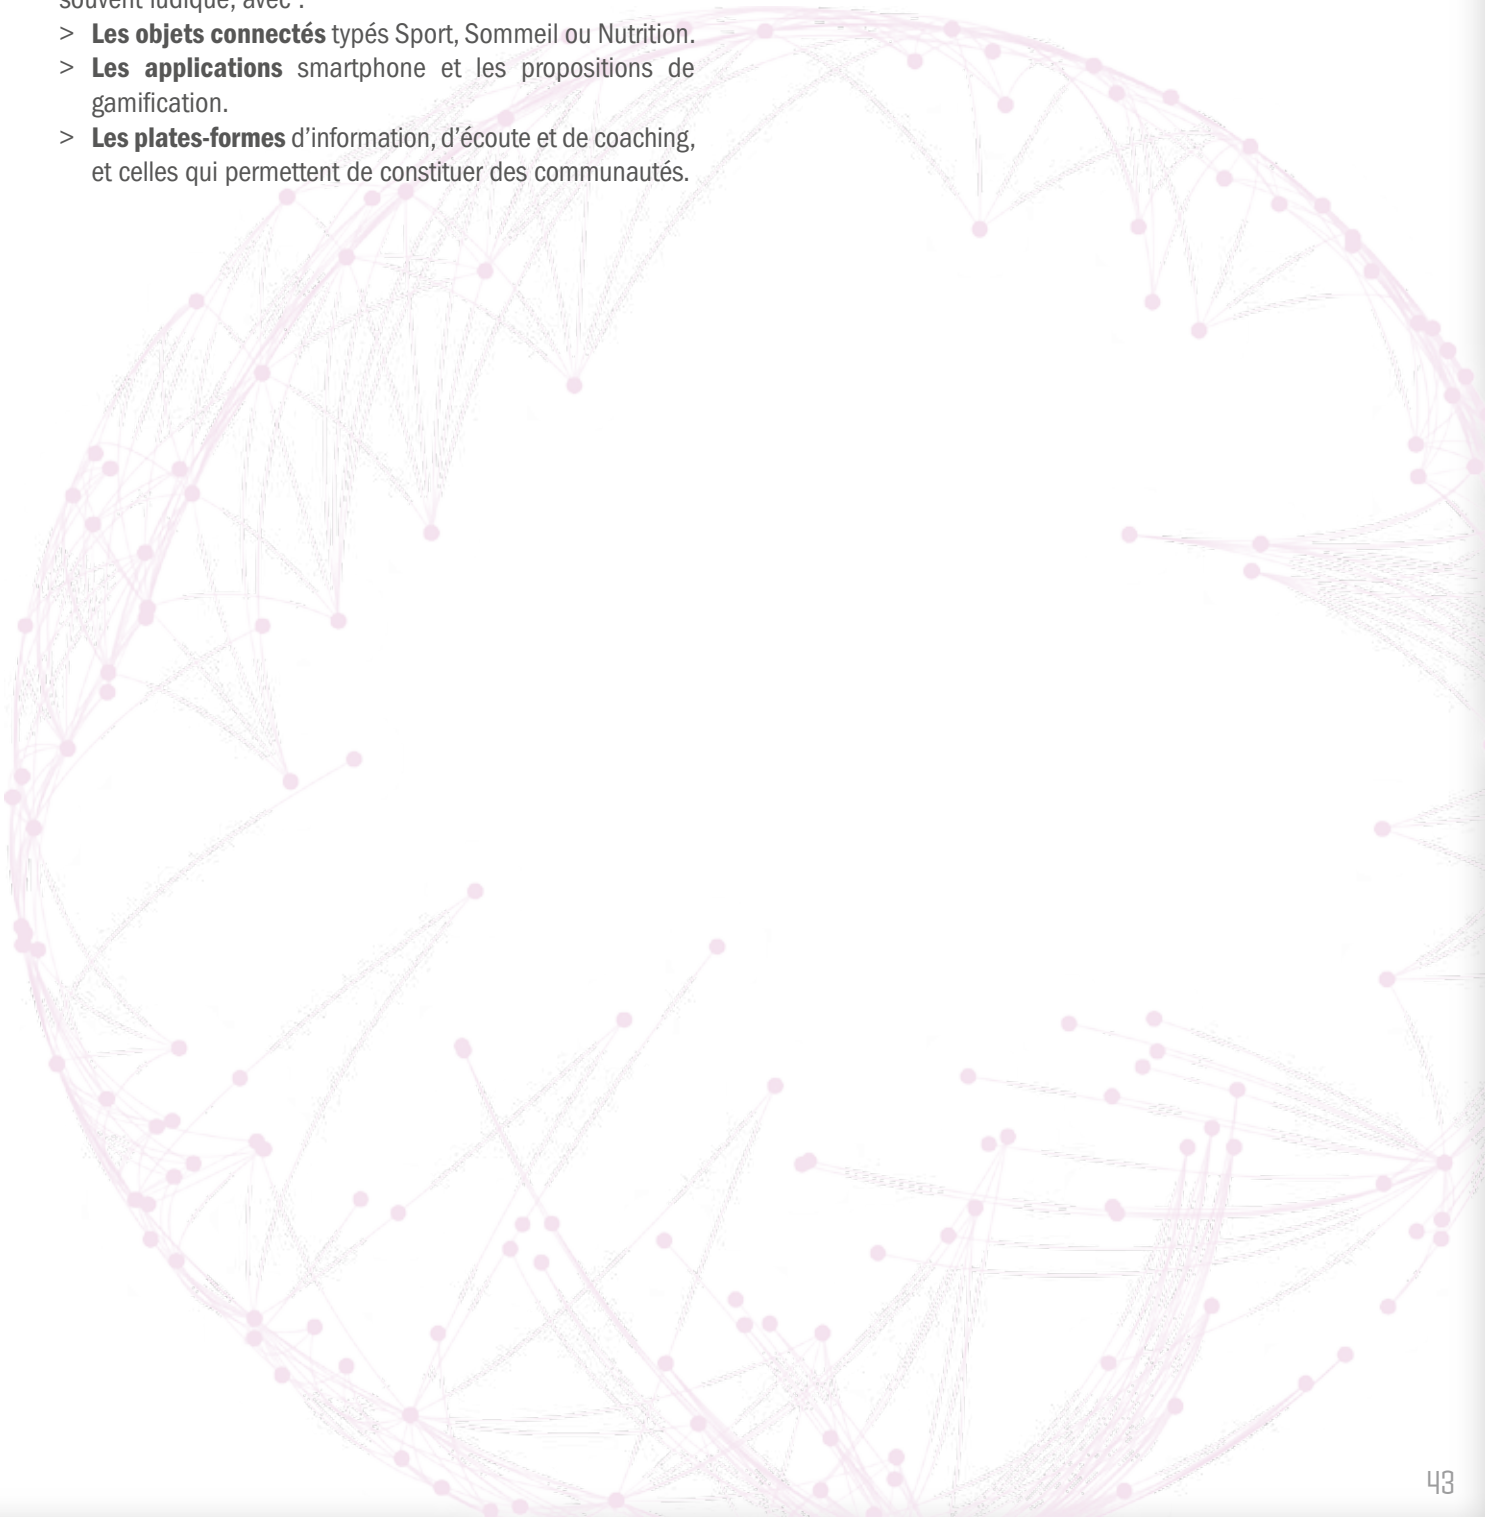 souvent ludique, avec :
> Les objets connectés typés Sport, Sommeil ou Nutrition.
> Les applications smartphone et les propositions de
gamification.
> Les plates-formes d’information, d’écoute et de coaching,
et celles qui permettent de constituer des communautés.
43